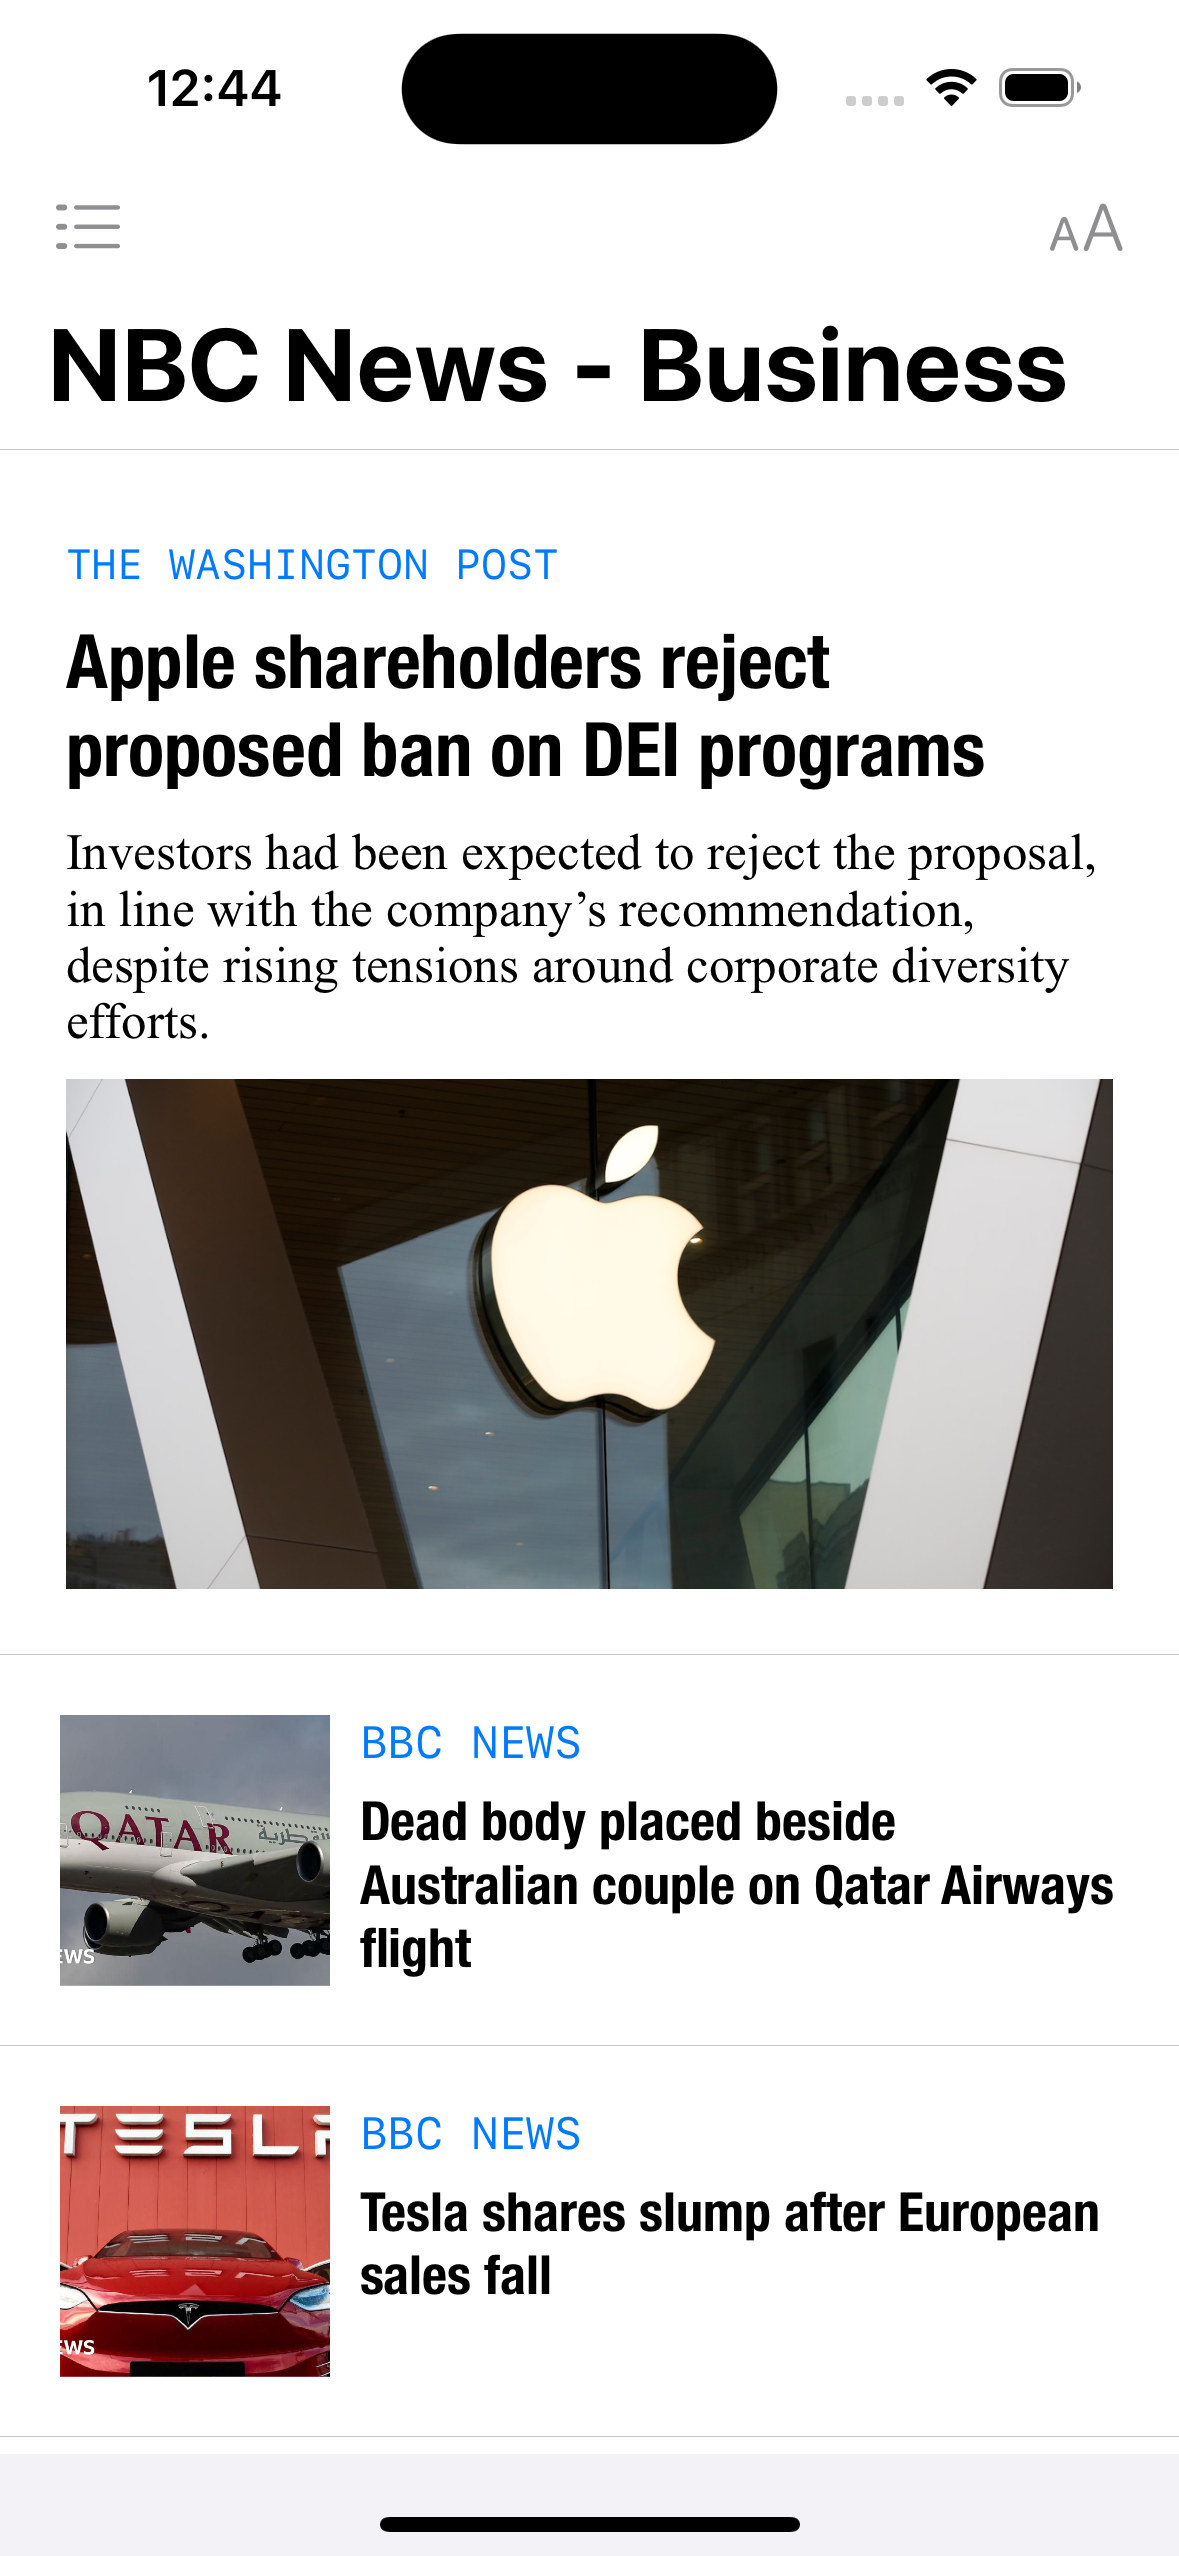 12:44
AA
NBC News - Business
THE WASHINGTON POST
Apple shareholders reject
proposed ban on DEI programs
Investors had been expected to reject the proposal,
in line with the company’s recommendation,
despite rising tensions around corporate diversity
efforts.
QATAR القطرية
EWS
BBC NEWS
Dead body placed beside
Australian couple on Qatar Airways
flight
TESLA
EWS
BBC NEWS
Tesla shares slump after European
sales fall